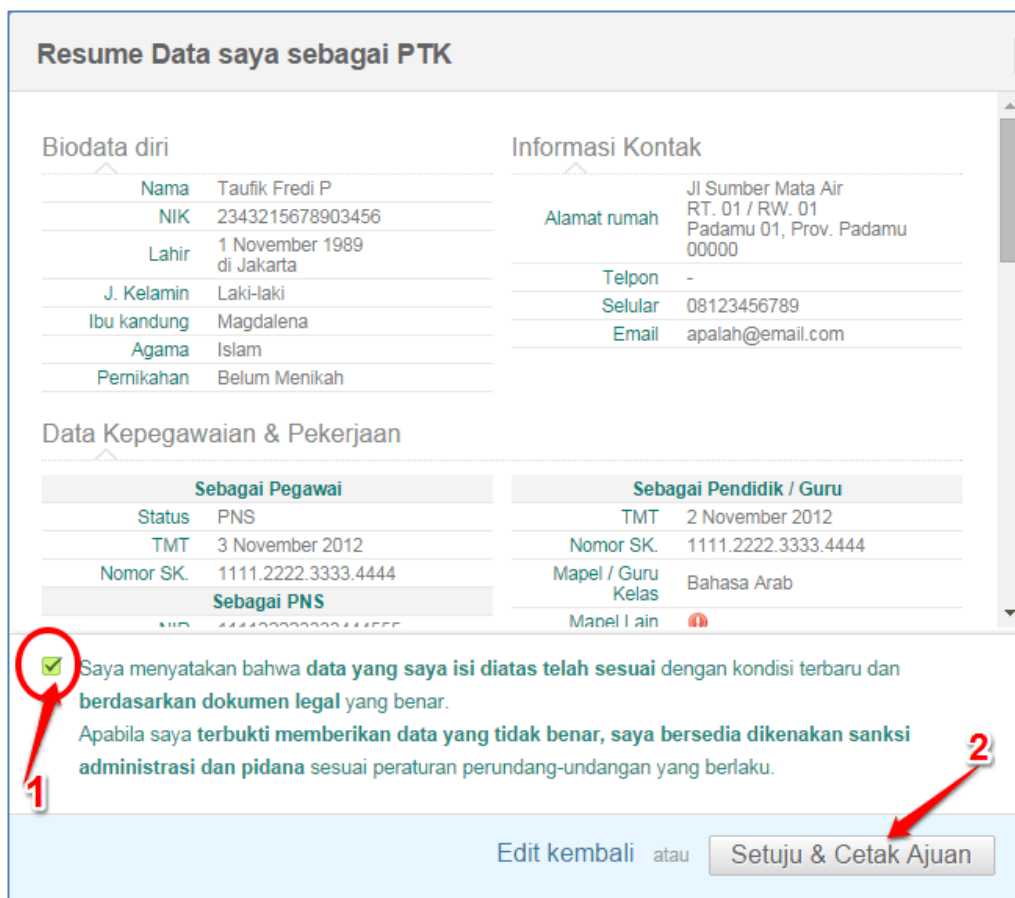 Resume Data saya sebagai PTK
Biodata diri
Nama Taufik Fredi P
NIK 2343215678903456
Lahir 1 November 1989
di Jakarta
J. Kelamin Laki-laki
Ibu kandung Magdalena
Agama Islam
Pernikahan Belum Menikah
Informasi Kontak
Alamat rumah Jl Sumber Mata Air
RT. 01 / RW. 01
Padamu 01, Prov. Padamu
00000
Telpon -
Selular 08123456789
Email apalah@email.com
Data Kepegawaian & Pekerjaan
Sebagai Pegawai
Status PNS
TMT 3 November 2012
Nomor SK. 1111.2222.3333.4444
Sebagai PNS
NIP
Sebagai Pendidik / Guru
TMT 2 November 2012
Nomor SK. 1111.2222.3333.4444
Mapel / Guru
Kelas Bahasa Arab
Mapel Lain
Saya menyatakan bahwa data yang saya isi diatas telah sesuai dengan kondisi terbaru dan
berdasarkan dokumen legal yang benar.
Apabila saya terbukti memberikan data yang tidak benar, saya bersedia dikenakan sanksi
administrasi dan pidana sesuai peraturan perundang-undangan yang berlaku.
1
2
Edit kembali atau Setuju & Cetak Ajuan